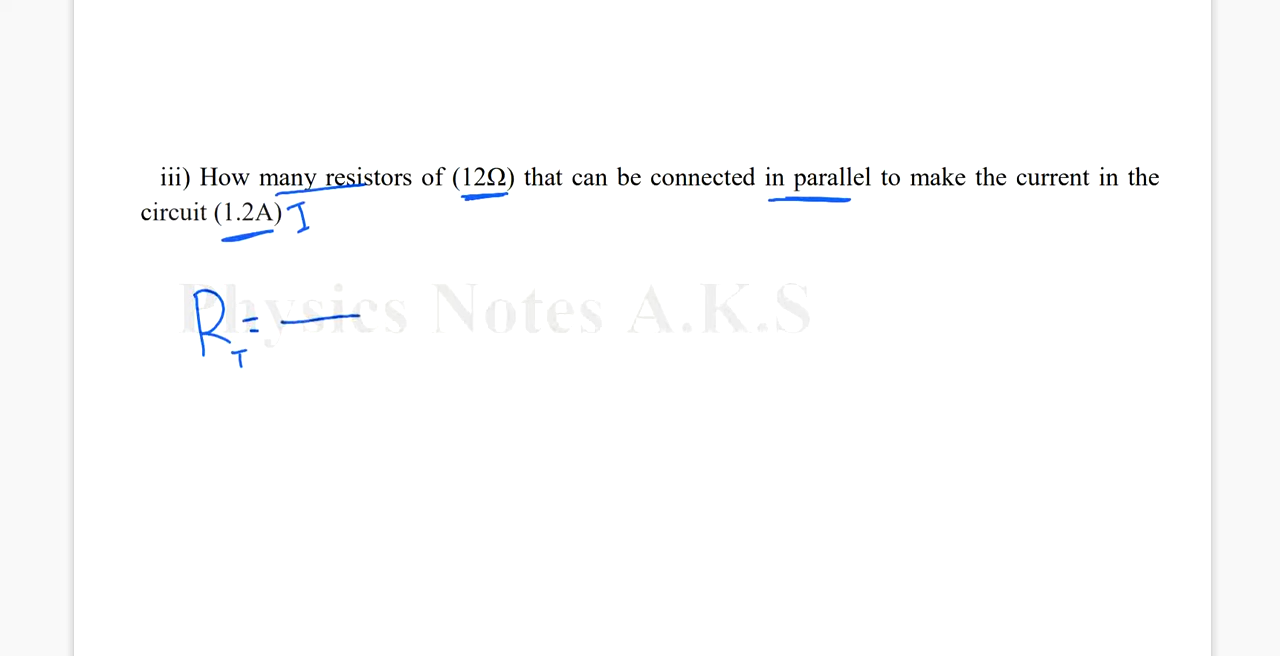 iii) How many resistors of (12Ω) that can be connected in parallel to make the current in the
circuit (1.2A) I
Physics Notes A.K.S
R_T = —